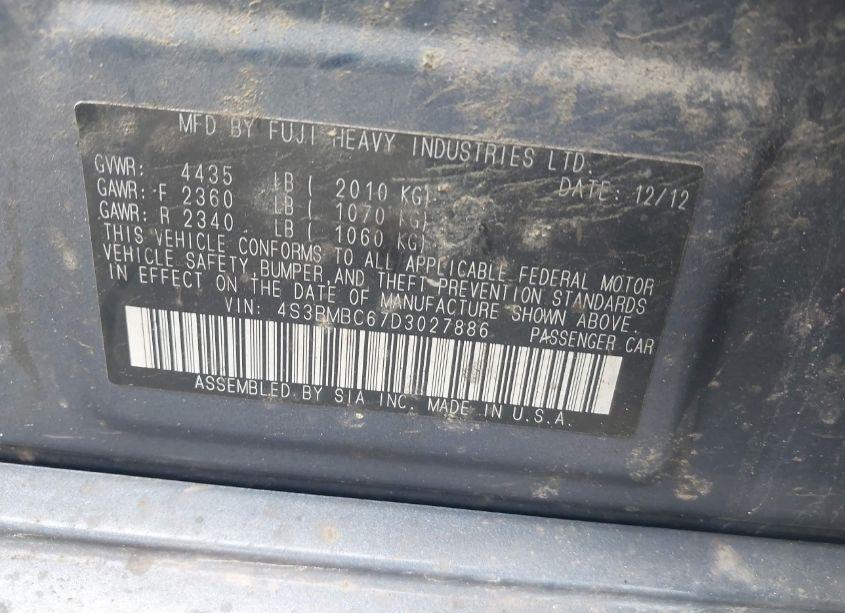 MFD BY FUJI HEAVY INDUSTRIES LTD.
GVWR: 4435 LB ( 2010 KG) DATE: 12/12
GAWR: F 2360 LB ( 1070 KG)
GAWR: R 2340 LB ( 1060 KG)
THIS VEHICLE CONFORMS TO ALL APPLICABLE FEDERAL MOTOR
VEHICLE SAFETY, BUMPER, AND THEFT PREVENTION STANDARDS
IN EFFECT ON THE DATE OF MANUFACTURE SHOWN ABOVE.
VIN: 4S3BMBC67D3027886 PASSENGER CAR
ASSEMBLED BY SIA INC. MADE IN U.S.A.